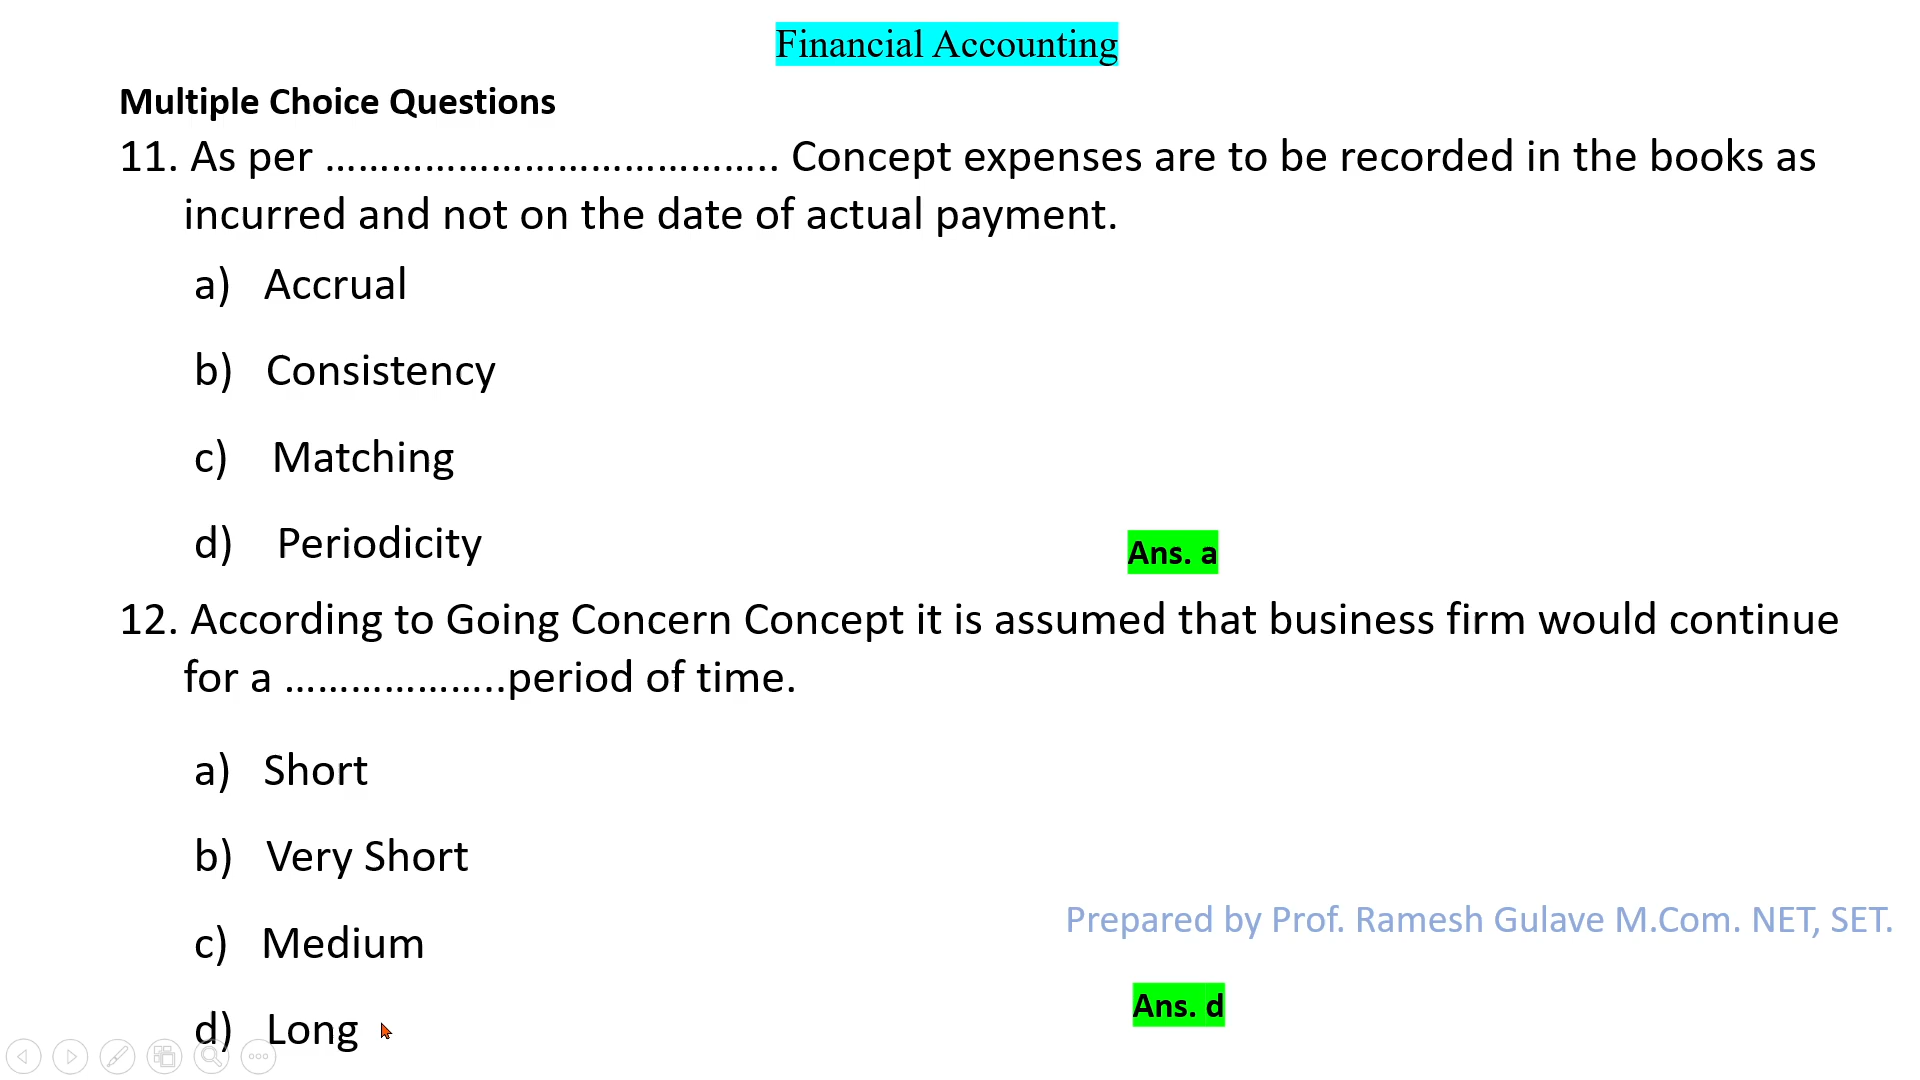 Financial Accounting
Multiple Choice Questions
11. As per ………………………………….. Concept expenses are to be recorded in the books as
incurred and not on the date of actual payment.
a) Accrual
b) Consistency
c) Matching
d) Periodicity
Ans. a
12. According to Going Concern Concept it is assumed that business firm would continue
for a ………………..period of time.
a) Short
b) Very Short
Prepared by Prof. Ramesh Gulave M.Com. NET, SET.
c) Medium
Ans. d
d) Long